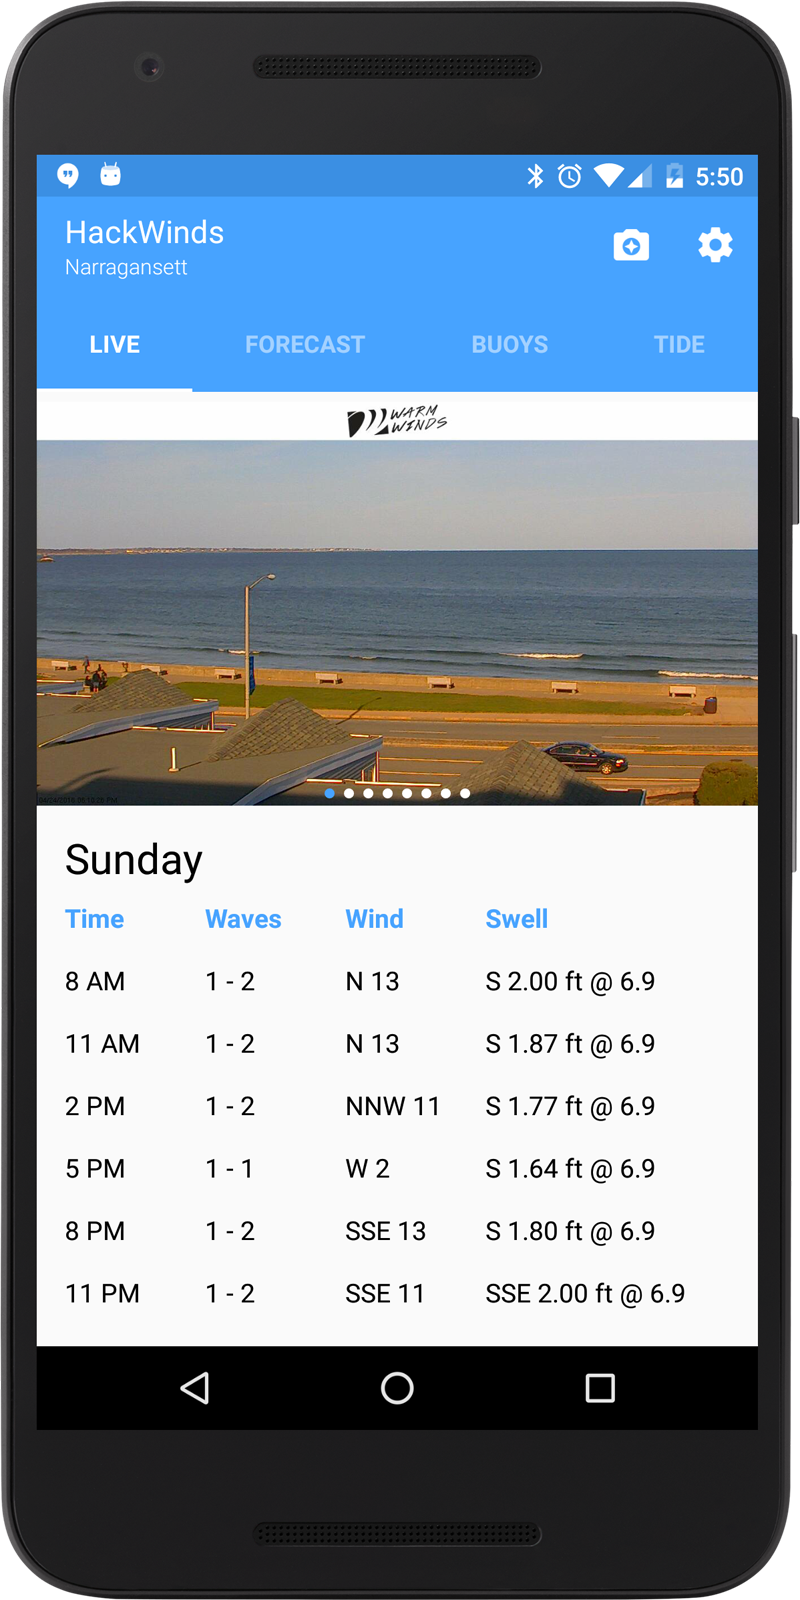 5:50
HackWinds
Narragansett
LIVE FORECAST BUOYS TIDE
WARM
WINDS
Sunday
Time Waves Wind Swell
8 AM 1 - 2 N 13 S 2.00 ft @ 6.9
11 AM 1 - 2 N 13 S 1.87 ft @ 6.9
2 PM 1 - 2 NNW 11 S 1.77 ft @ 6.9
5 PM 1 - 1 W 2 S 1.64 ft @ 6.9
8 PM 1 - 2 SSE 13 S 1.80 ft @ 6.9
11 PM 1 - 2 SSE 11 SSE 2.00 ft @ 6.9